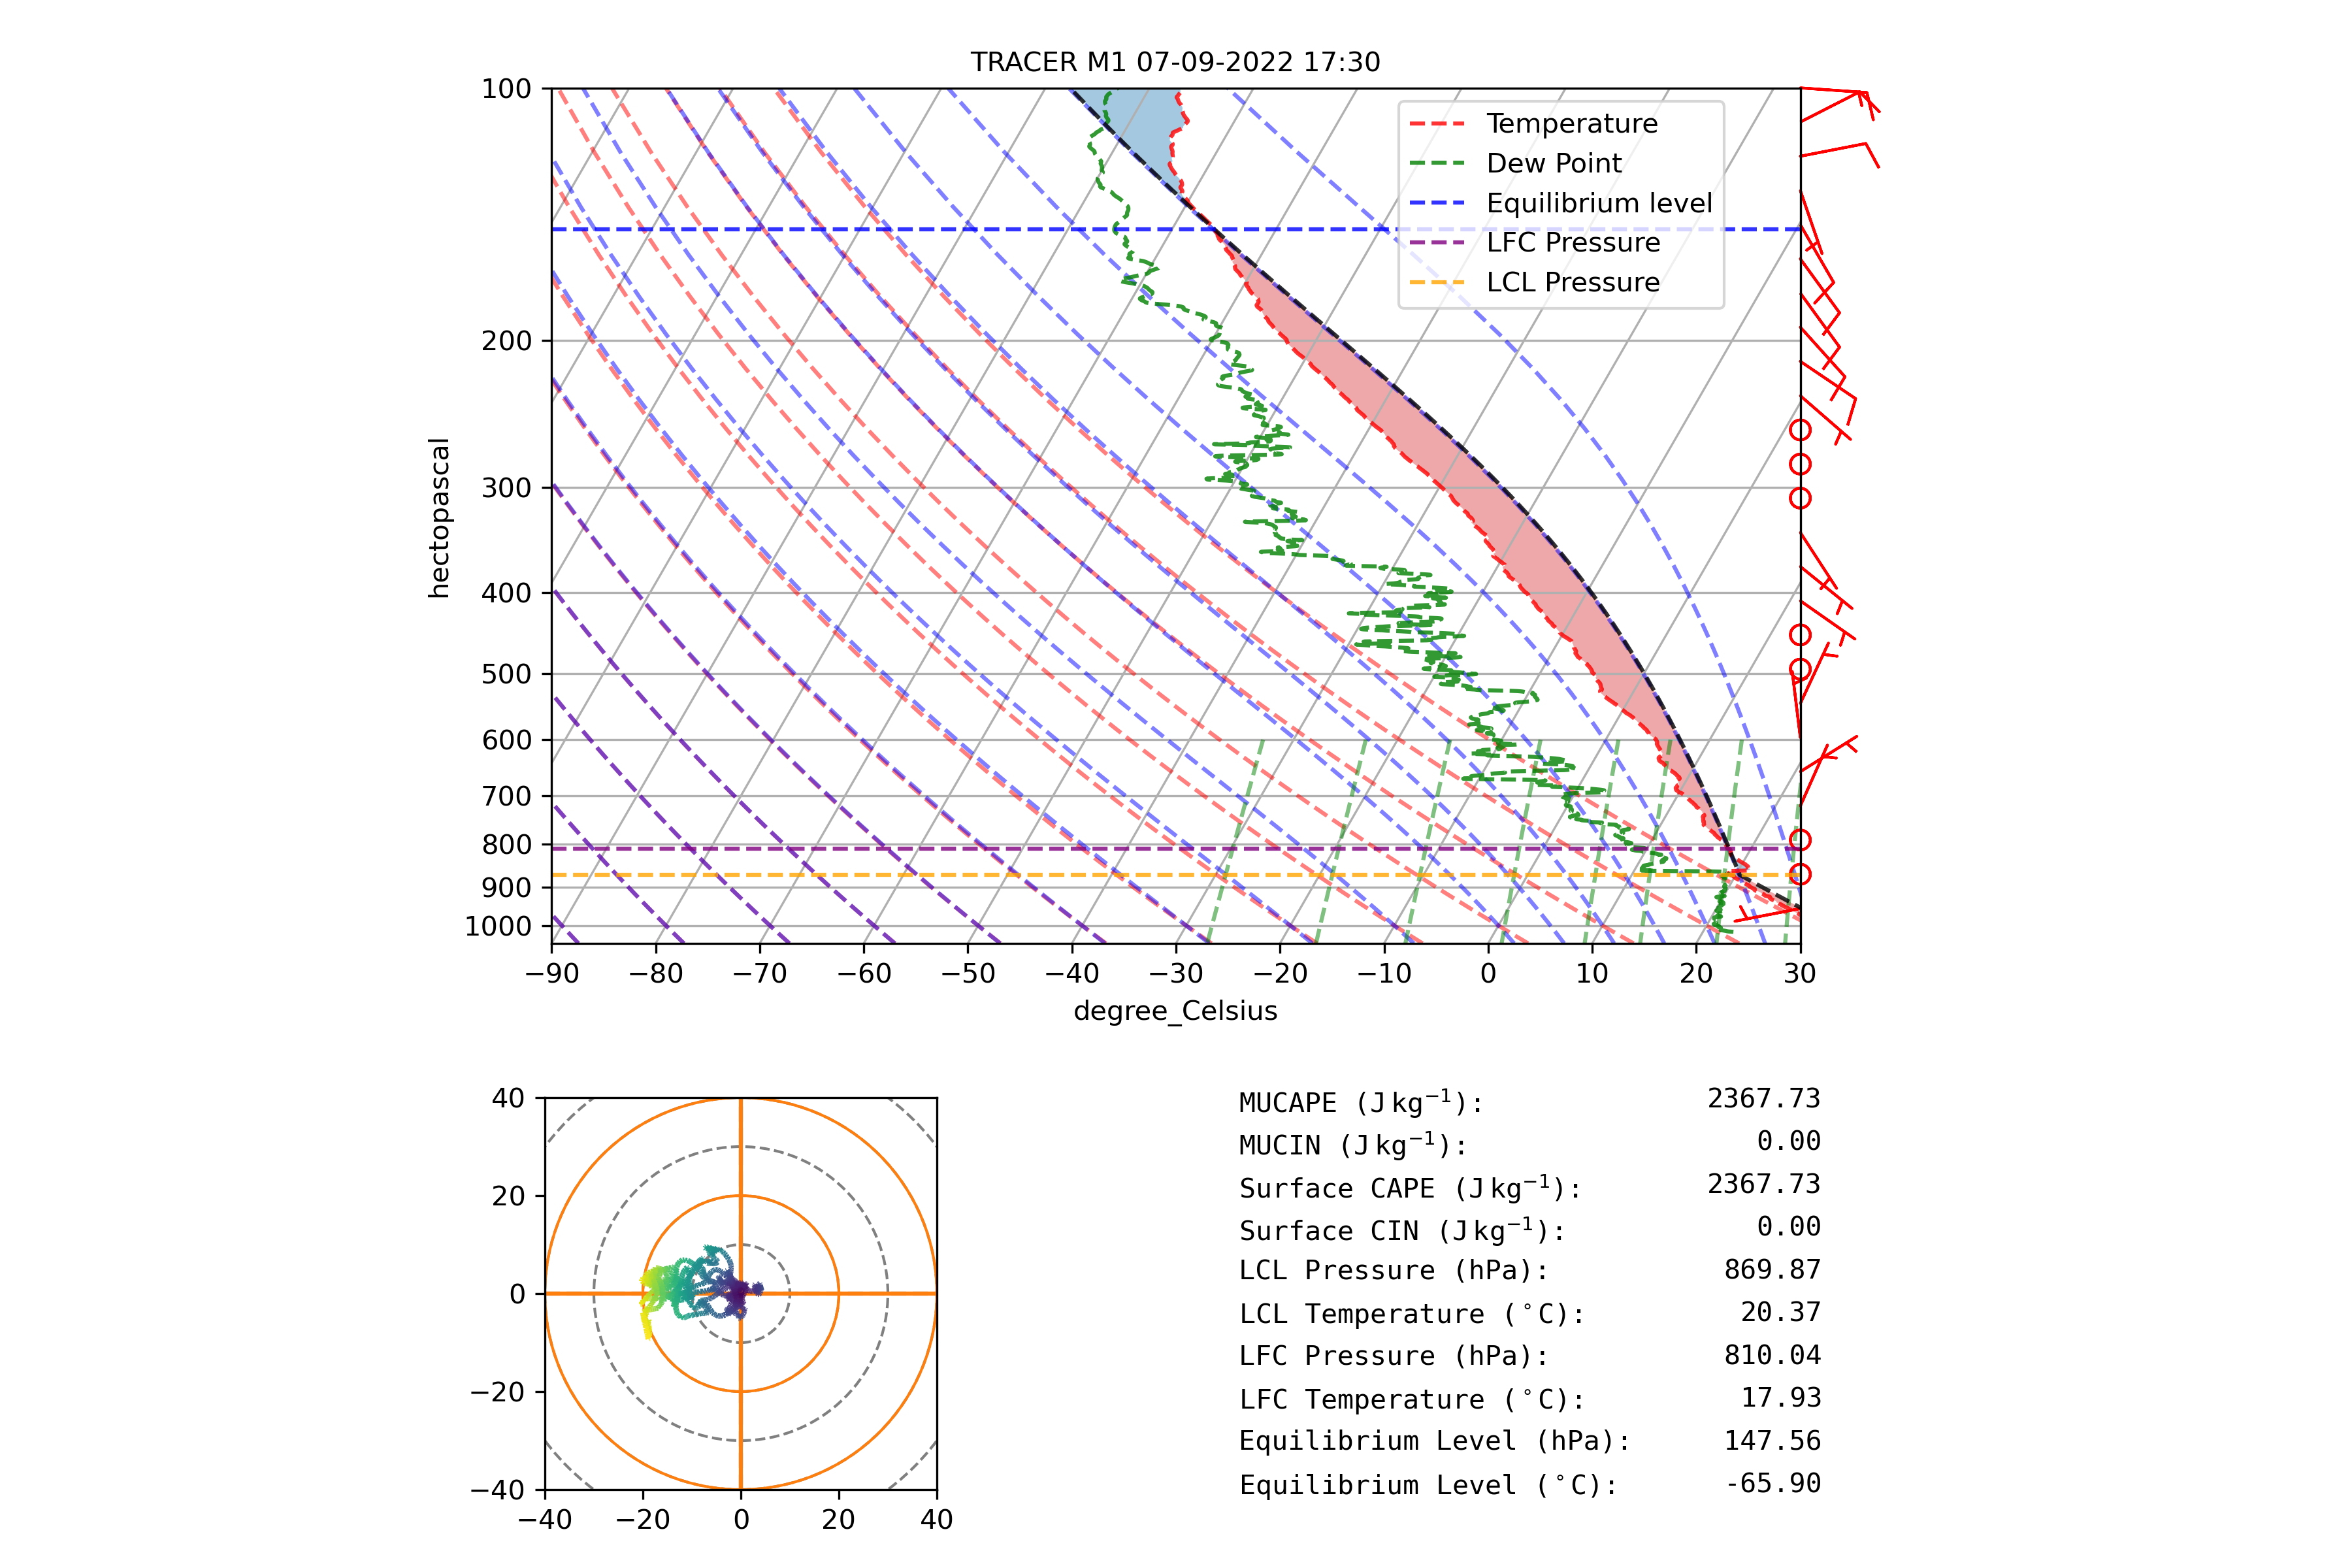 TRACER M1 07-09-2022 17:30
100
200
300
400
500
600
700
800
900
1000
hectopascal
Temperature
Dew Point
Equilibrium level
LFC Pressure
LCL Pressure
−90 −80 −70 −60 −50 −40 −30 −20 −10 0 10 20 30
degree_Celsius
40
20
0
−20
−40
−40 −20 0 20 40
MUCAPE (J kg⁻¹): 2367.73
MUCIN (J kg⁻¹): 0.00
Surface CAPE (J kg⁻¹): 2367.73
Surface CIN (J kg⁻¹): 0.00
LCL Pressure (hPa): 869.87
LCL Temperature (°C): 20.37
LFC Pressure (hPa): 810.04
LFC Temperature (°C): 17.93
Equilibrium Level (hPa): 147.56
Equilibrium Level (°C): -65.90